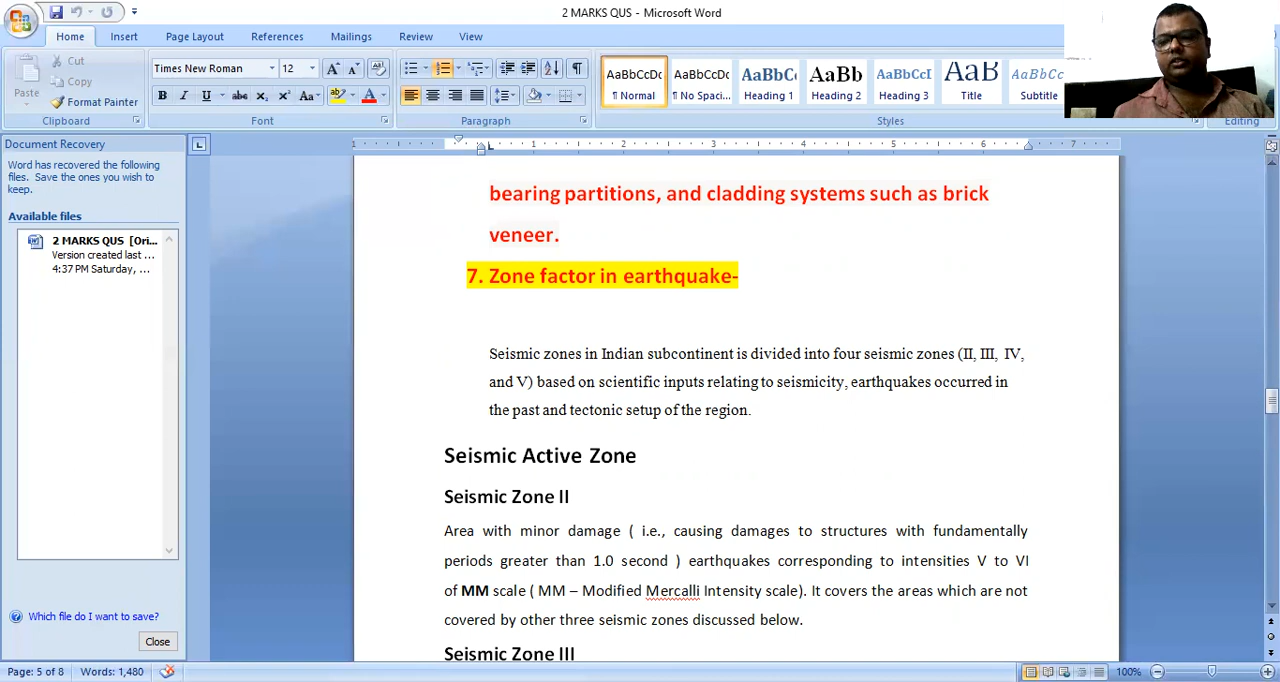 2 MARKS QUS - Microsoft Word
Home Insert Page Layout References Mailings Review View
Paste
Cut
Copy
Format Painter
Clipboard
Times New Roman 12
Font
Paragraph
AaBbCcDc AaBbCcDc AaBbC AaBb AaBbCcI AaB AaBbCcL
¶ Normal ¶ No Spaci... Heading 1 Heading 2 Heading 3 Title Subtitle
Styles
Editing
Document Recovery
Word has recovered the following
files. Save the ones you wish to
keep.
Available files
2 MARKS QUS [Ori...
Version created last ...
4:37 PM Saturday, ...
Which file do I want to save?
Close
bearing partitions, and cladding systems such as brick
veneer.
7. Zone factor in earthquake-
Seismic zones in Indian subcontinent is divided into four seismic zones (II, III, IV,
and V) based on scientific inputs relating to seismicity, earthquakes occurred in
the past and tectonic setup of the region.
Seismic Active Zone
Seismic Zone II
Area with minor damage ( i.e., causing damages to structures with fundamentally
periods greater than 1.0 second ) earthquakes corresponding to intensities V to VI
of MM scale ( MM – Modified Mercalli Intensity scale). It covers the areas which are not
covered by other three seismic zones discussed below.
Seismic Zone III
Page: 5 of 8 Words: 1,480 100%